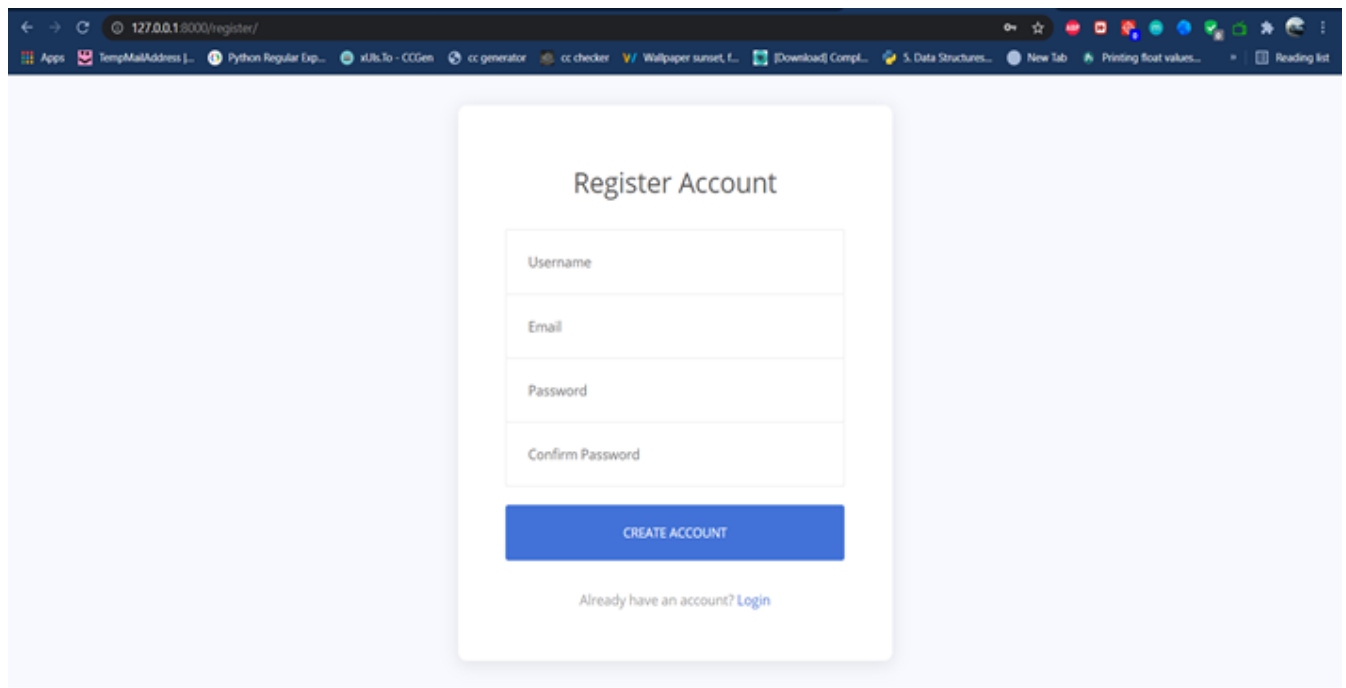 127.0.0.1:8000/register/
Apps TempMailAddress |... Python Regular Exp... xUls.To - CCGen cc generator cc checker Wallpaper sunset, f... [Download] Compl... 5. Data Structures... New Tab Printing float values... » Reading list
Register Account
Username
Email
Password
Confirm Password
CREATE ACCOUNT
Already have an account? Login